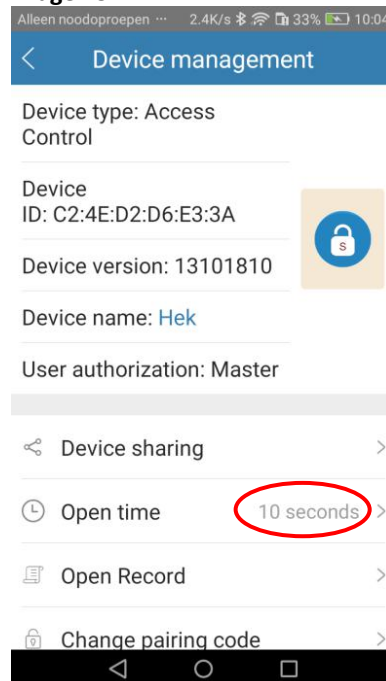 Alleen noodoproepen ... 2.4K/s 33% 10:04
Device management
Device type: Access
Control
Device
ID: C2:4E:D2:D6:E3:3A
S
Device version: 13101810
Device name: Hek
User authorization: Master
Device sharing
Open time 10 seconds
Open Record
Change pairing code